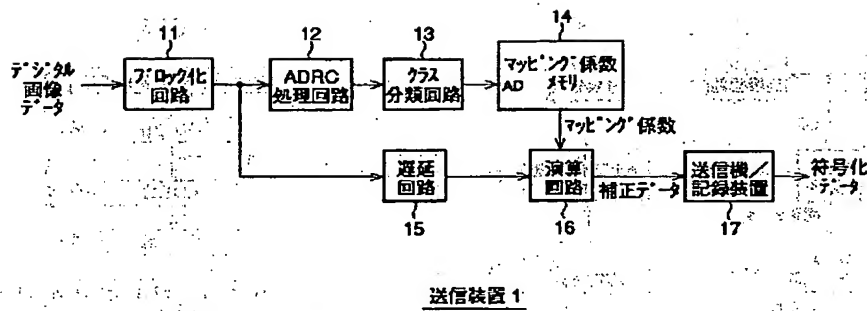 11
12
13
14
デジタル
画像
データ
ブロック化
回路
ADRC
処理回路
クラス
分類回路
マッピング係数
AD メモリ
マッピング係数
遅延
回路
演算
回路
補正データ
送信機/
記録装置
符号化
データ
15
16
17
送信装置1